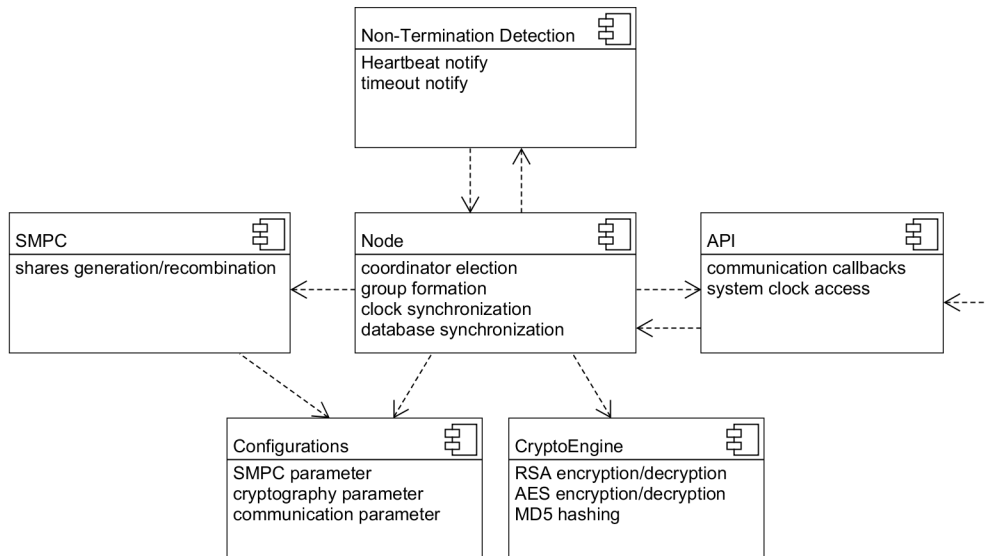 Non-Termination Detection
Heartbeat notify
timeout notify
SMPC
shares generation/recombination
Node
coordinator election
group formation
clock synchronization
database synchronization
API
communication callbacks
system clock access
Configurations
SMPC parameter
cryptography parameter
communication parameter
CryptoEngine
RSA encryption/decryption
AES encryption/decryption
MD5 hashing